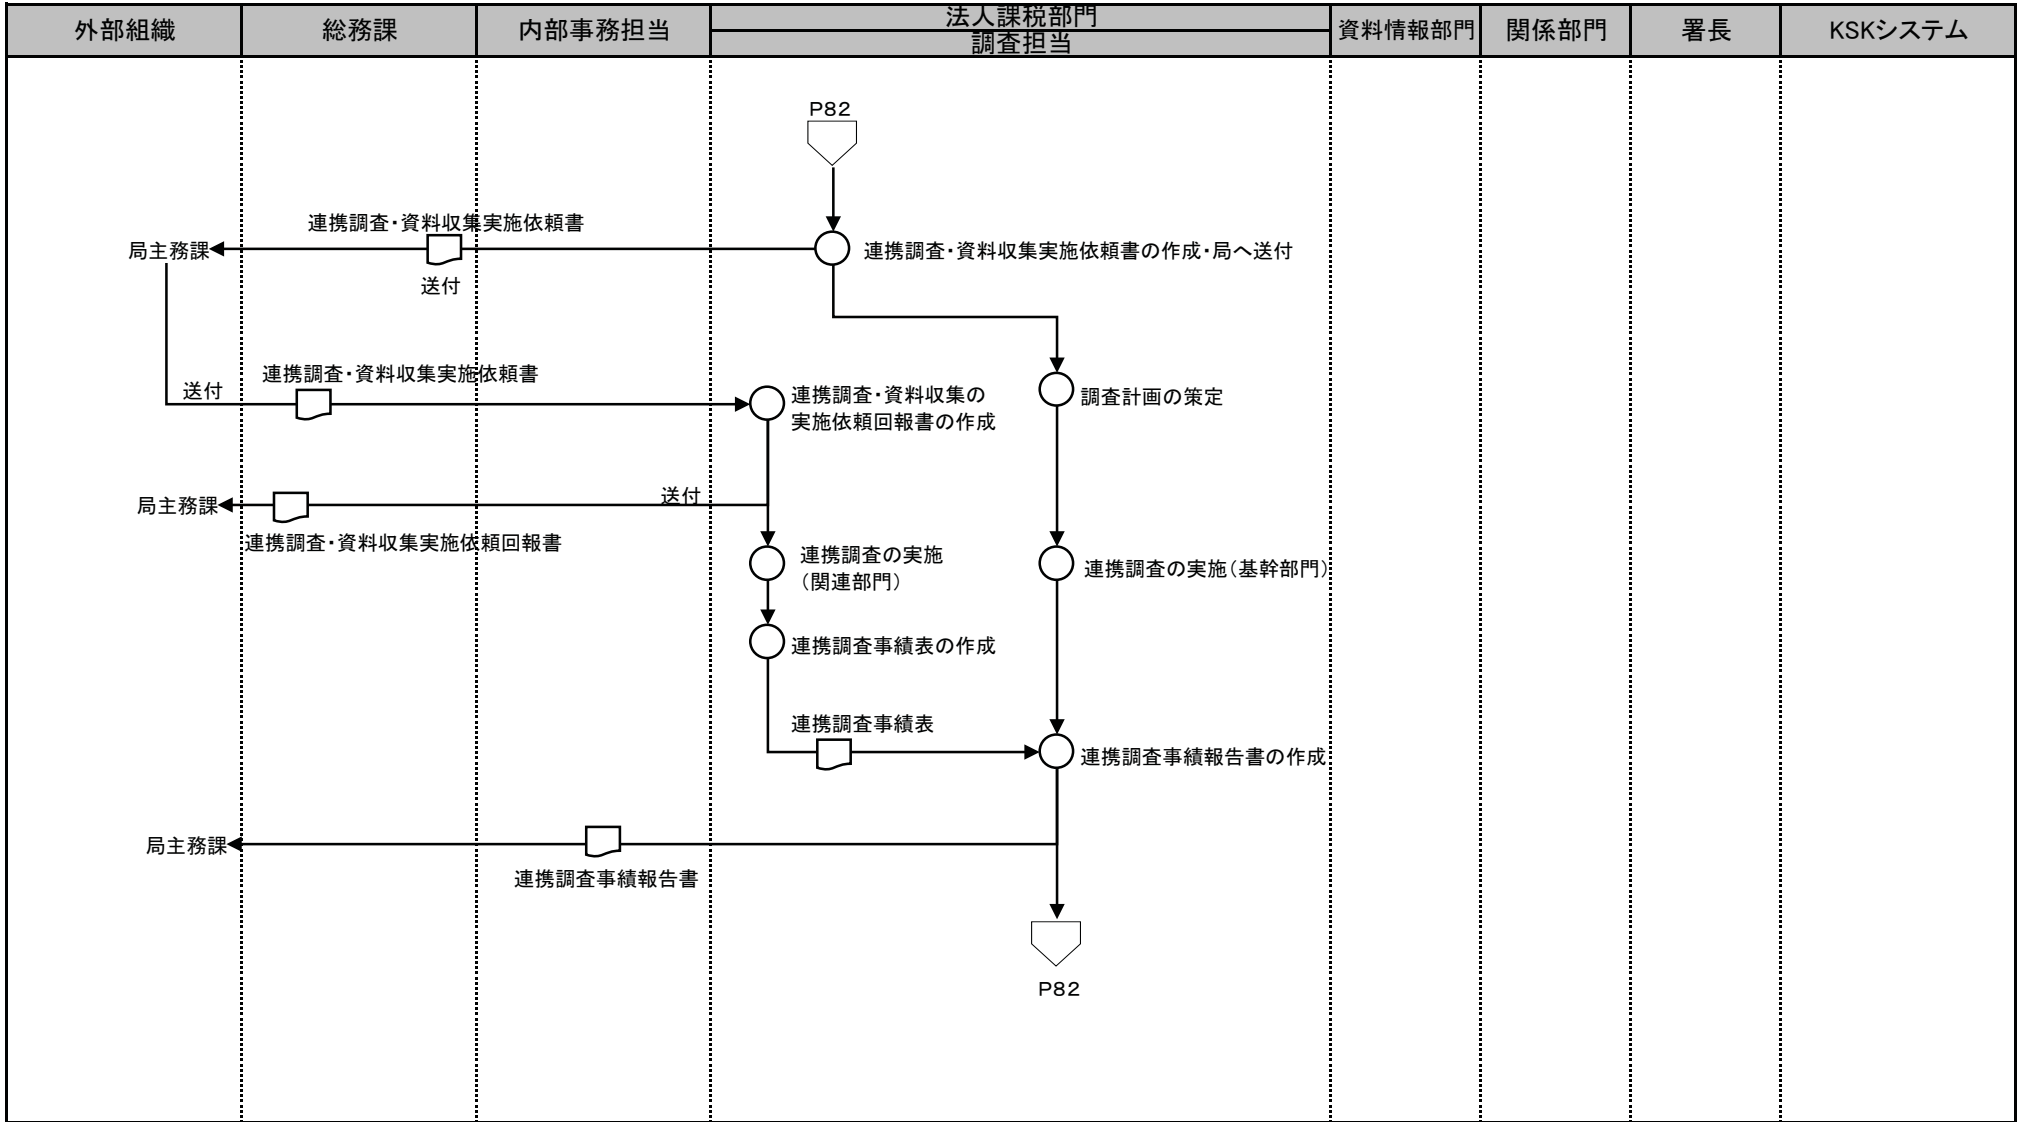 外部組織
総務課
内部事務担当
法人課税部門
調査担当
資料情報部門
関係部門
署長
KSKシステム
P82
連携調査・資料収集実施依頼書
局主務課
連携調査・資料収集実施依頼書の作成・局へ送付
送付
連携調査・資料収集実施依頼書
送付
連携調査・資料収集の
実施依頼回報書の作成
調査計画の策定
送付
局主務課
連携調査・資料収集実施依頼回報書
連携調査の実施
（関連部門）
連携調査の実施（基幹部門）
連携調査事績表の作成
連携調査事績表
連携調査事績報告書の作成
局主務課
連携調査事績報告書
P82